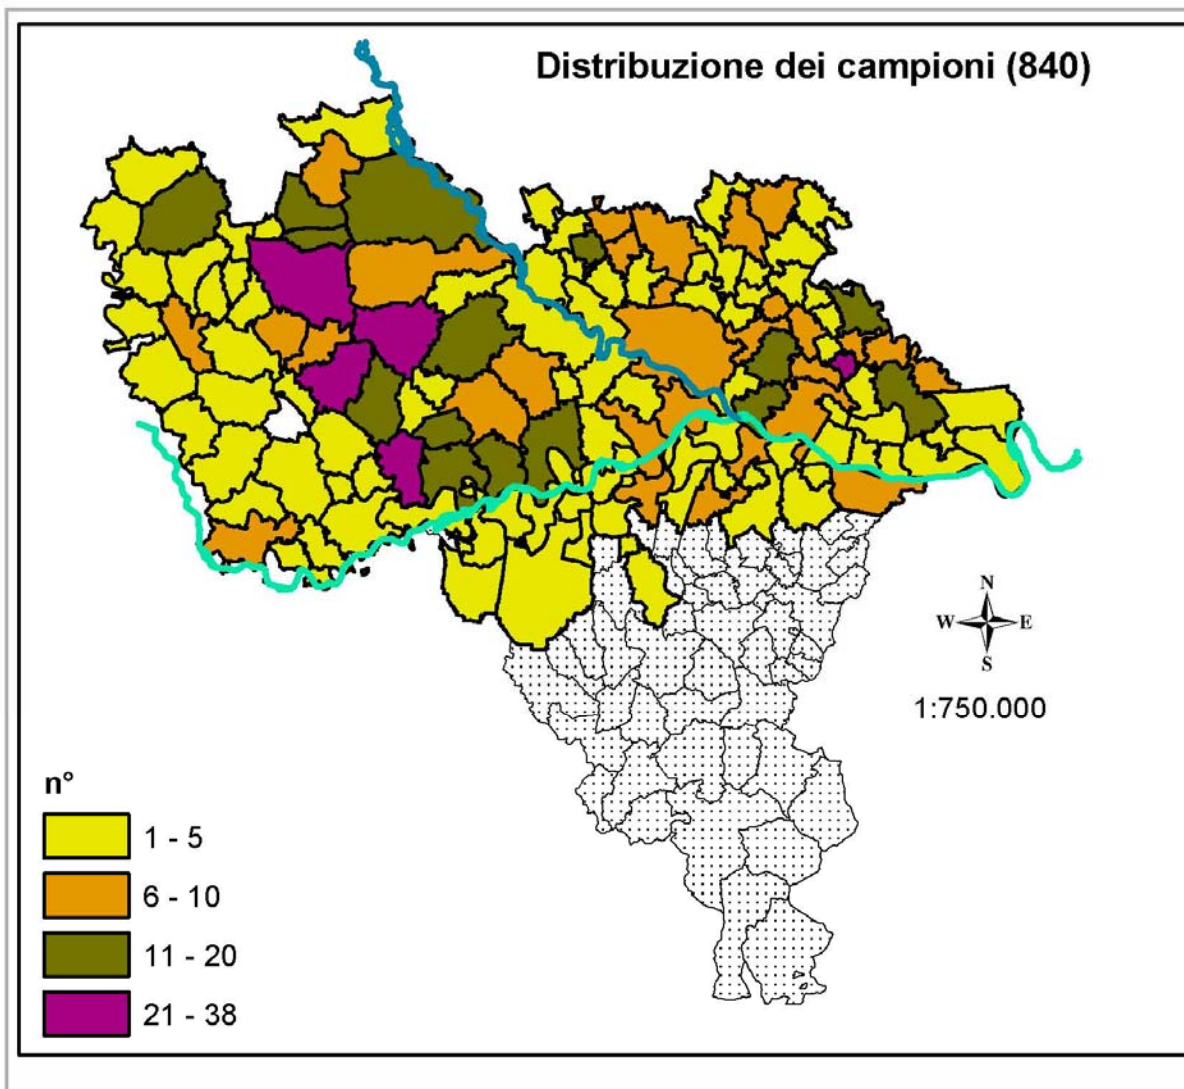 Distribuzione dei campioni (840)
N
W E
S
1:750.000
n°
1 - 5
6 - 10
11 - 20
21 - 38